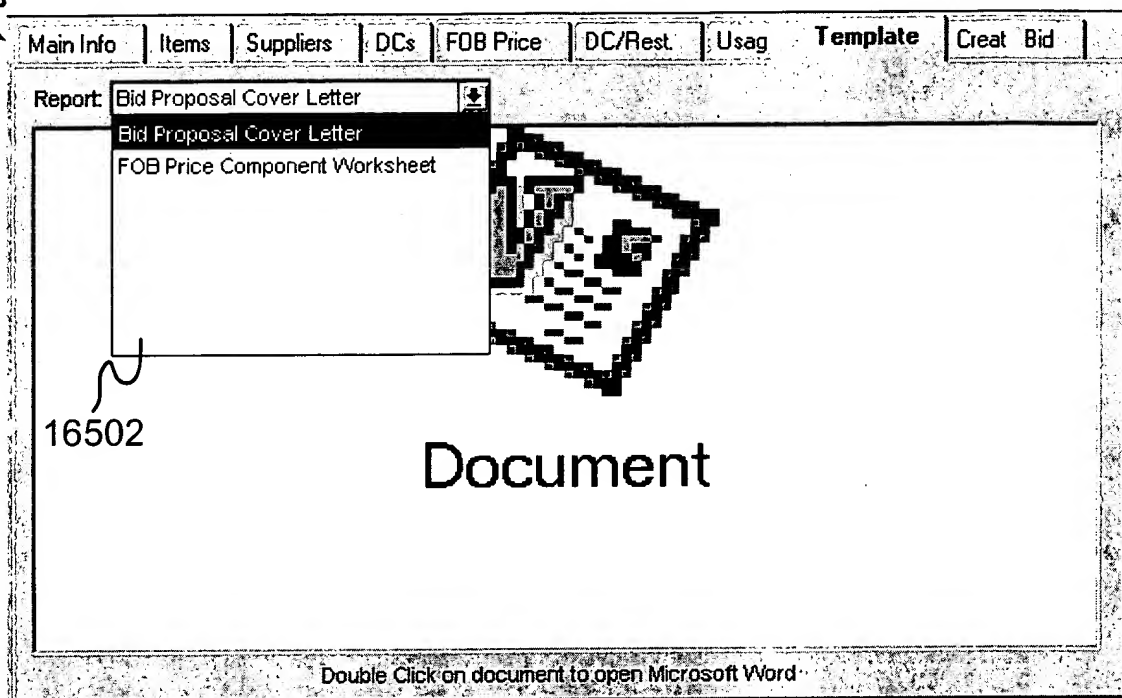 Main Info Items Suppliers DCs FOB Price DC/Rest. Usag Template Creat Bid
Report: Bid Proposal Cover Letter
Bid Proposal Cover Letter
FOB Price Component Worksheet
16502
Document
Double Click on document to open Microsoft Word